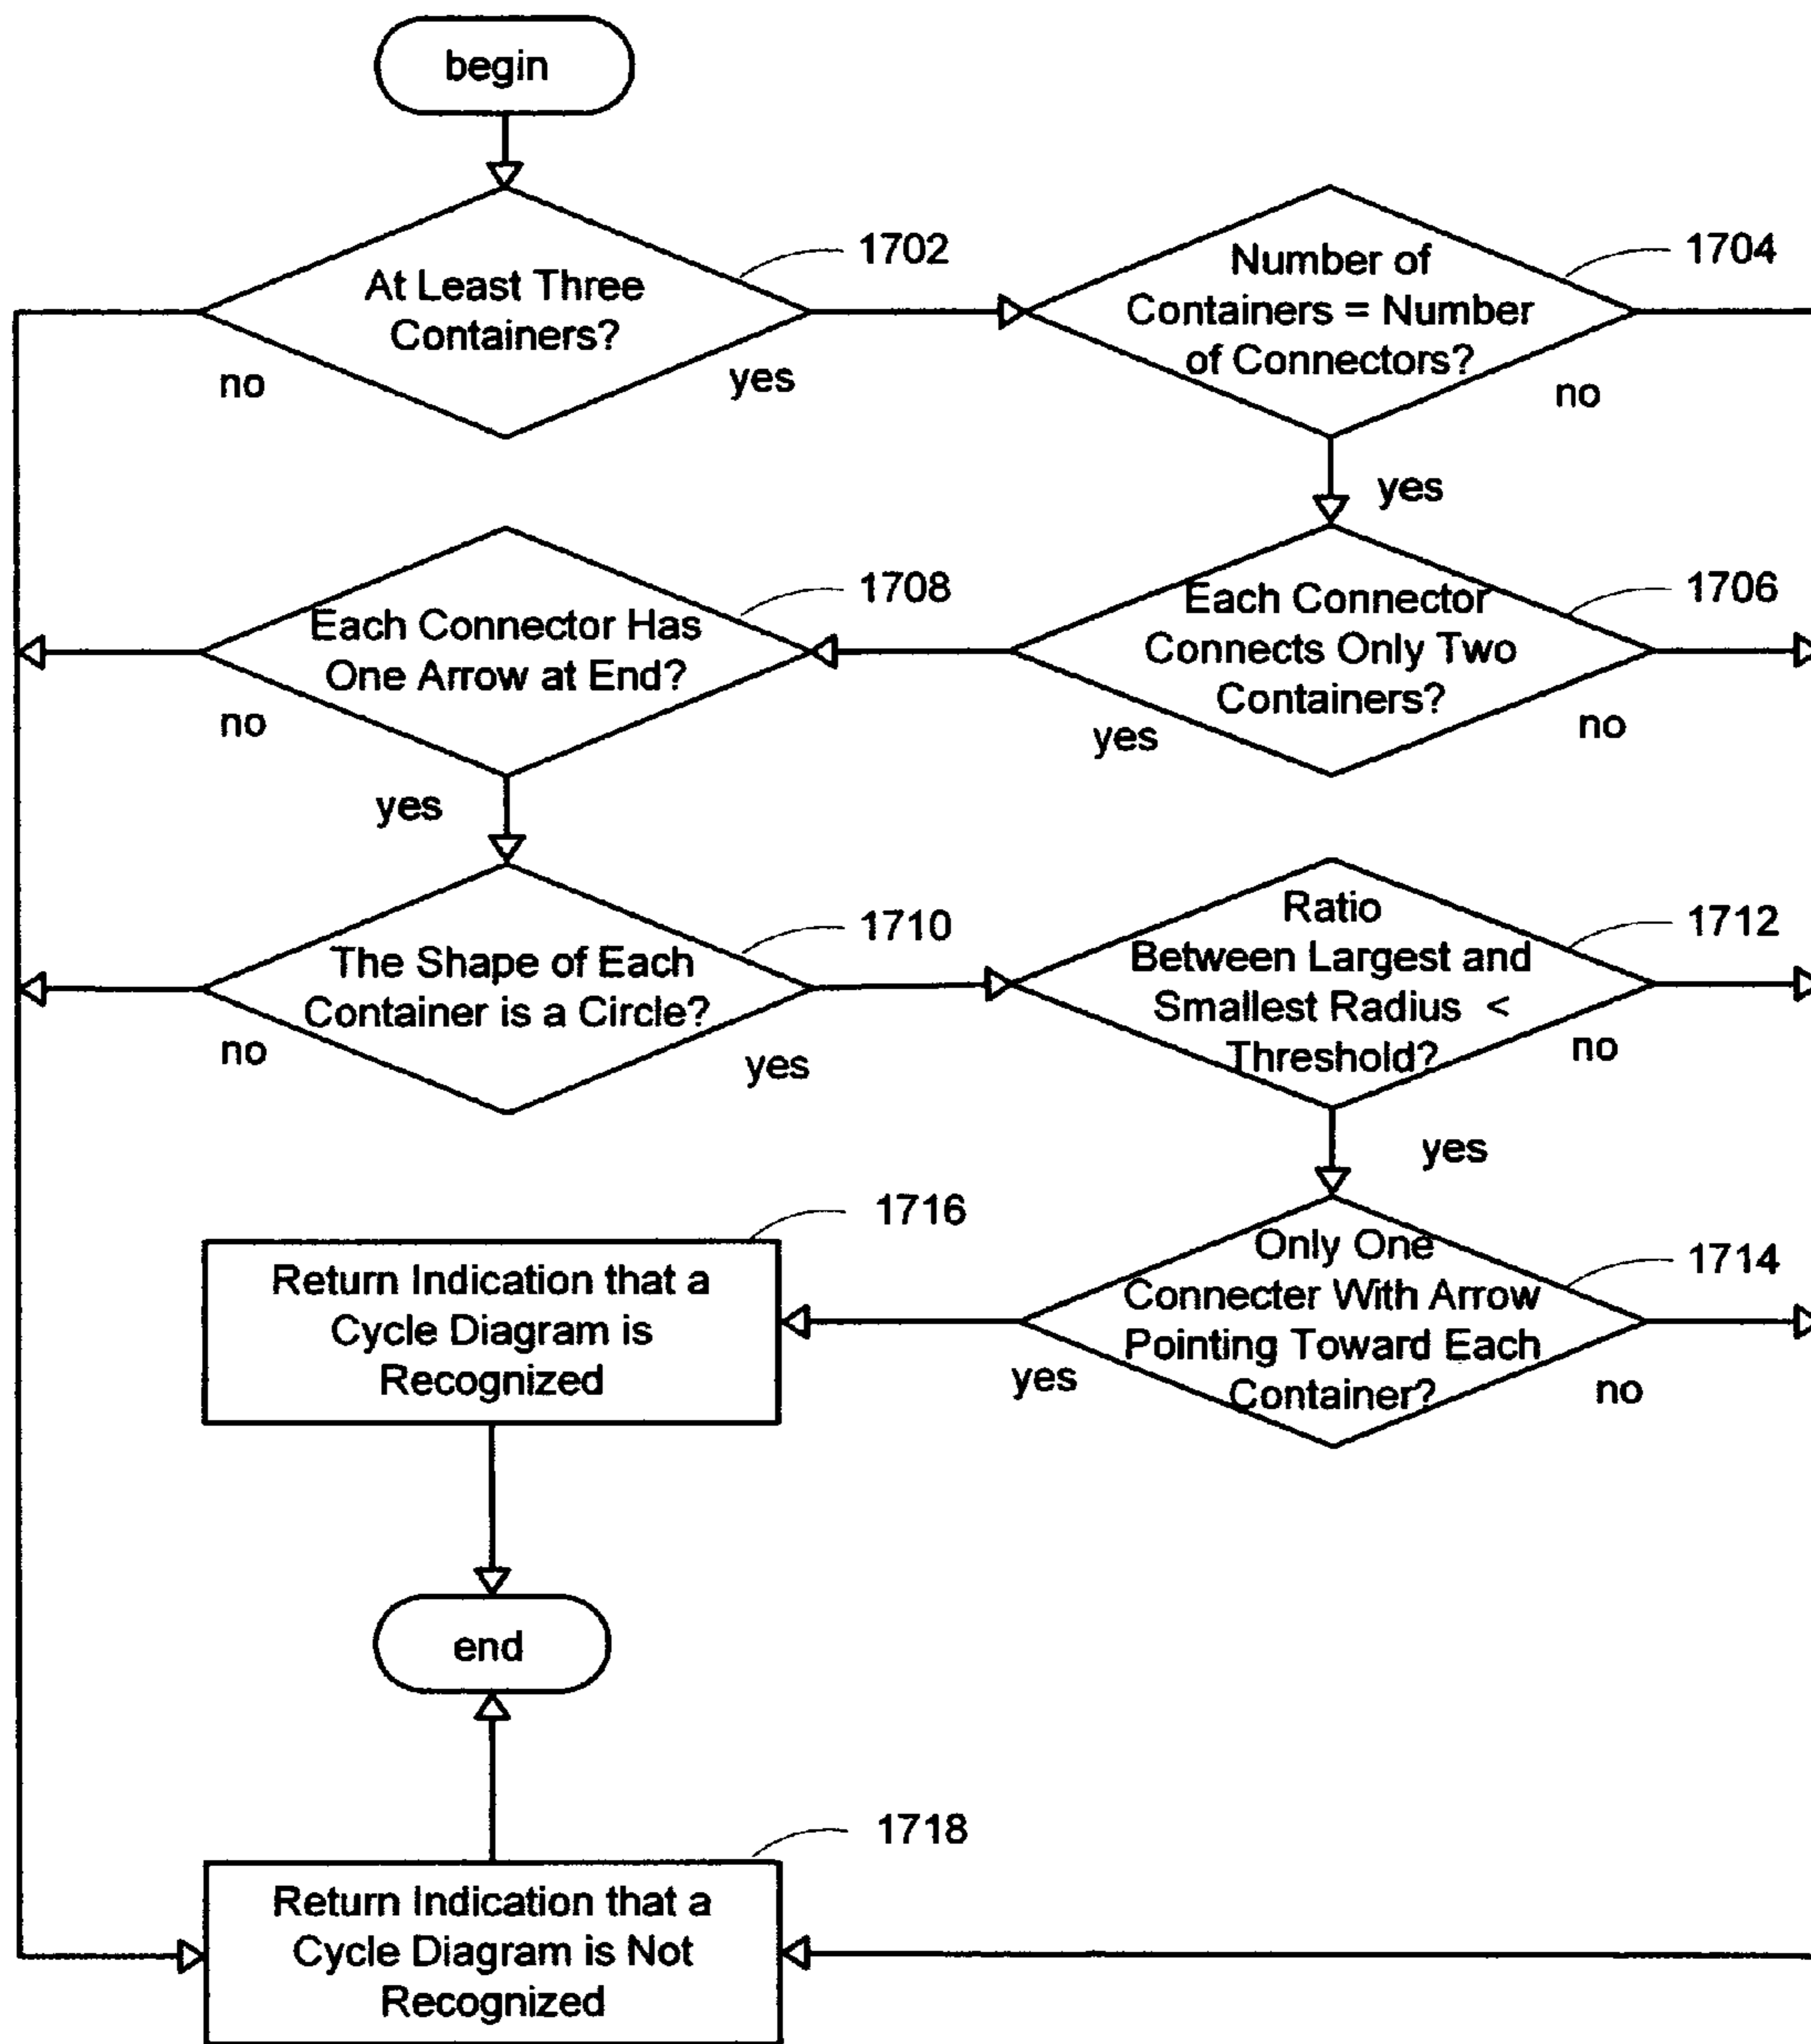 begin
1702
At Least Three
Containers?
no
yes
1704
Number of
Containers = Number
of Connectors?
no
yes
1706
Each Connector
Connects Only Two
Containers?
yes
no
1708
Each Connector Has
One Arrow at End?
no
yes
1710
The Shape of Each
Container is a Circle?
no
yes
1712
Ratio
Between Largest and
Smallest Radius <
Threshold?
no
yes
1714
Only One
Connecter With Arrow
Pointing Toward Each
Container?
yes
no
1716
Return Indication that a
Cycle Diagram is
Recognized
end
1718
Return Indication that a
Cycle Diagram is Not
Recognized